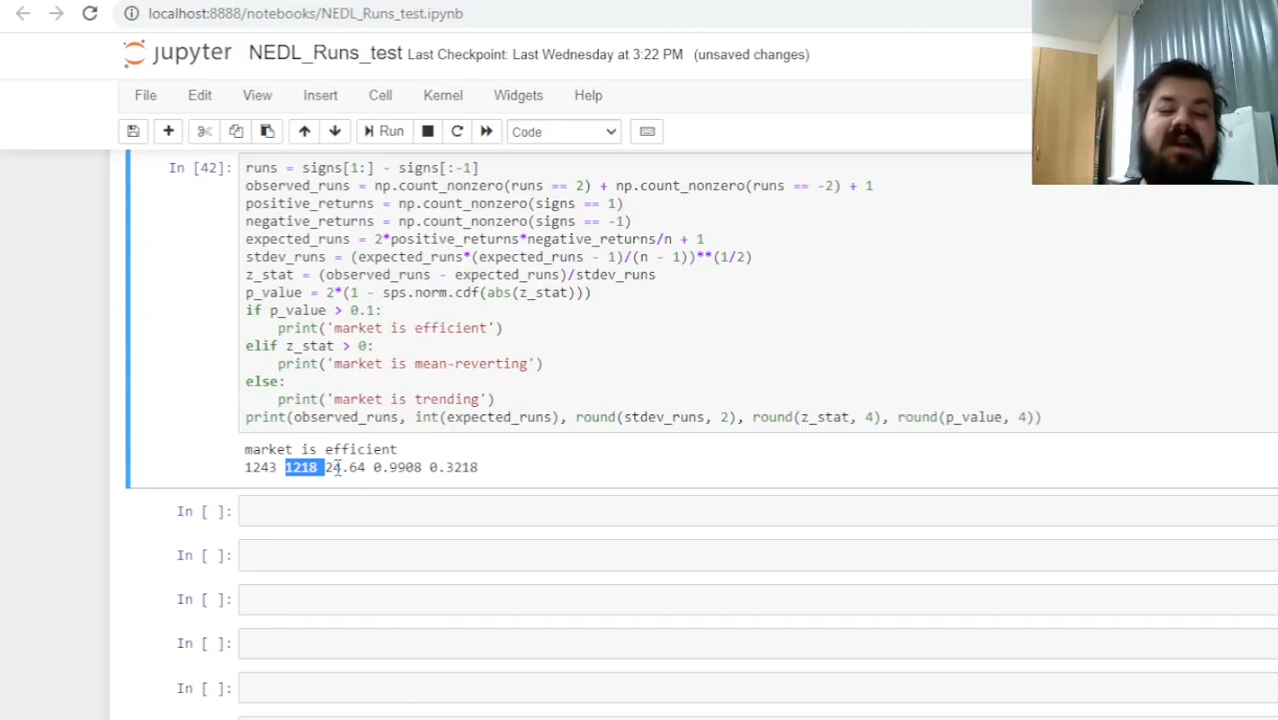 localhost:8888/notebooks/NEDL_Runs_test.ipynb
jupyter NEDL_Runs_test Last Checkpoint: Last Wednesday at 3:22 PM (unsaved changes)
File Edit View Insert Cell Kernel Widgets Help
Run Code
In [42]: runs = signs[1:] - signs[:-1]
observed_runs = np.count_nonzero(runs == 2) + np.count_nonzero(runs == -2) + 1
positive_returns = np.count_nonzero(signs == 1)
negative_returns = np.count_nonzero(signs == -1)
expected_runs = 2*positive_returns*negative_returns/n + 1
stdev_runs = (expected_runs*(expected_runs - 1)/(n - 1))**(1/2)
z_stat = (observed_runs - expected_runs)/stdev_runs
p_value = 2*(1 - sps.norm.cdf(abs(z_stat)))
if p_value > 0.1:
    print('market is efficient')
elif z_stat > 0:
    print('market is mean-reverting')
else:
    print('market is trending')
print(observed_runs, int(expected_runs), round(stdev_runs, 2), round(z_stat, 4), round(p_value, 4))
market is efficient
1243 1218 24.64 0.9908 0.3218
In [ ]:
In [ ]:
In [ ]:
In [ ]:
In [ ]: